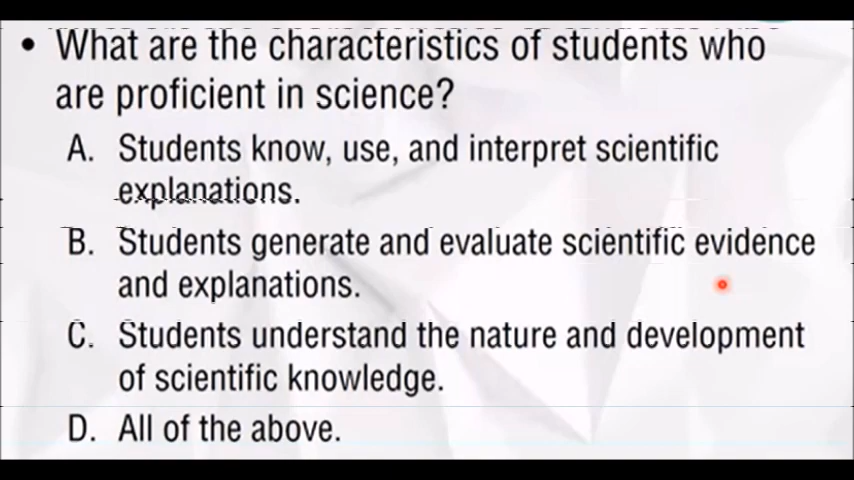 • What are the characteristics of students who
are proficient in science?
A. Students know, use, and interpret scientific
explanations.
B. Students generate and evaluate scientific evidence
and explanations.
C. Students understand the nature and development
of scientific knowledge.
D. All of the above.